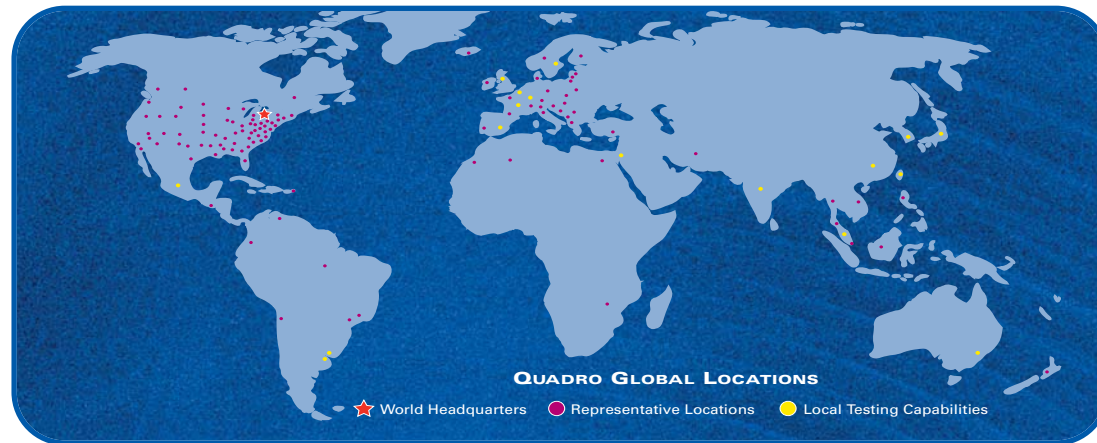 QUADRO GLOBAL LOCATIONS
World Headquarters Representative Locations Local Testing Capabilities